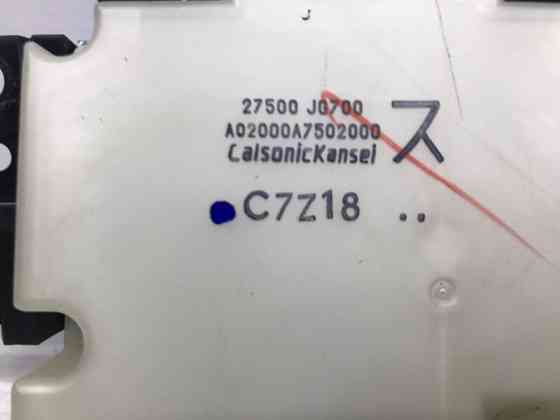 J
27500 J0700
A02000A7502000
CalsonicKansei
ス
C7Z18 ..